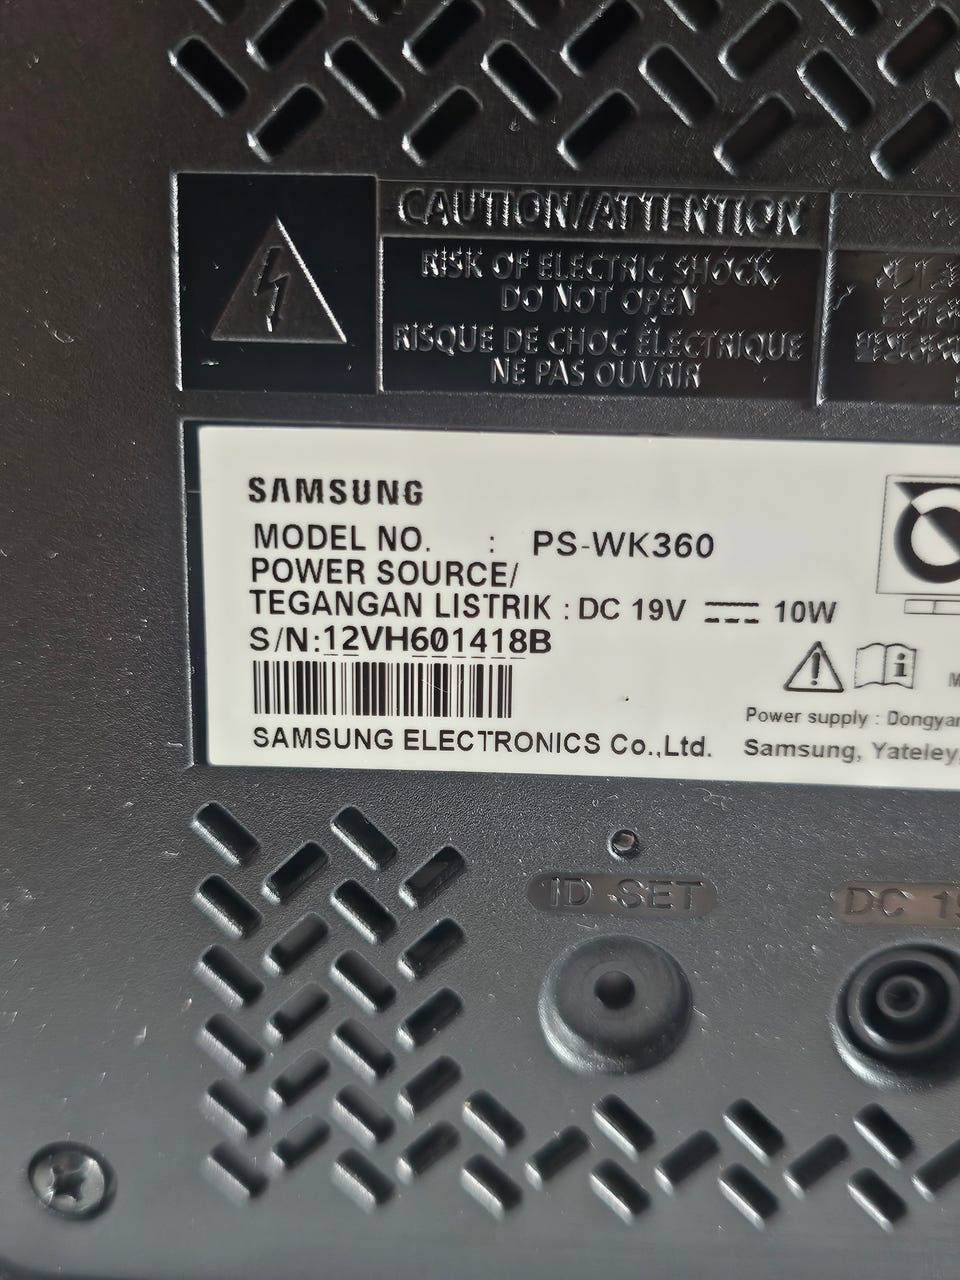 CAUTION/ATTENTION
RISK OF ELECTRIC SHOCK,
DO NOT OPEN
RISQUE DE CHOC ÉLECTRIQUE
NE PAS OUVRIR
SAMSUNG
MODEL NO. : PS-WK360
POWER SOURCE/
TEGANGAN LISTRIK : DC 19V 10W
S/N:12VH601418B
SAMSUNG ELECTRONICS Co.,Ltd.
Power supply :
Samsung, Yateley,
ID SET
DC